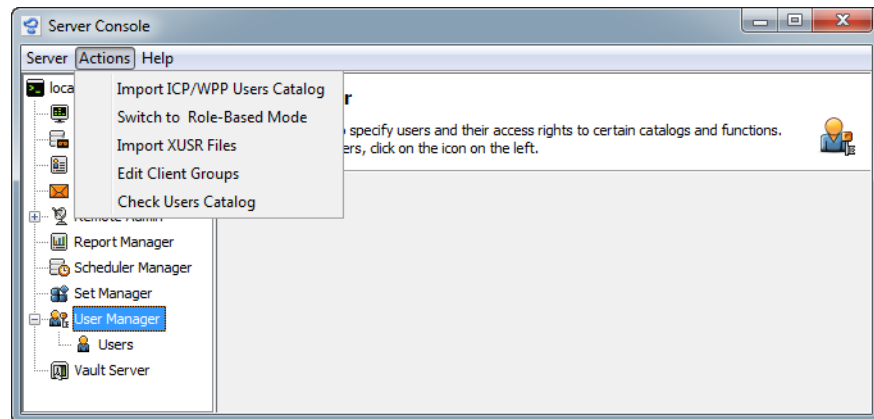 Server Console
Server Actions Help
Import ICP/WPP Users Catalog
Switch to Role-Based Mode
Import XUSR Files
Edit Client Groups
Check Users Catalog
specify users and their access rights to certain catalogs and functions.
click on the icon on the left.
Remote Admin
Report Manager
Scheduler Manager
Set Manager
User Manager
Users
Vault Server